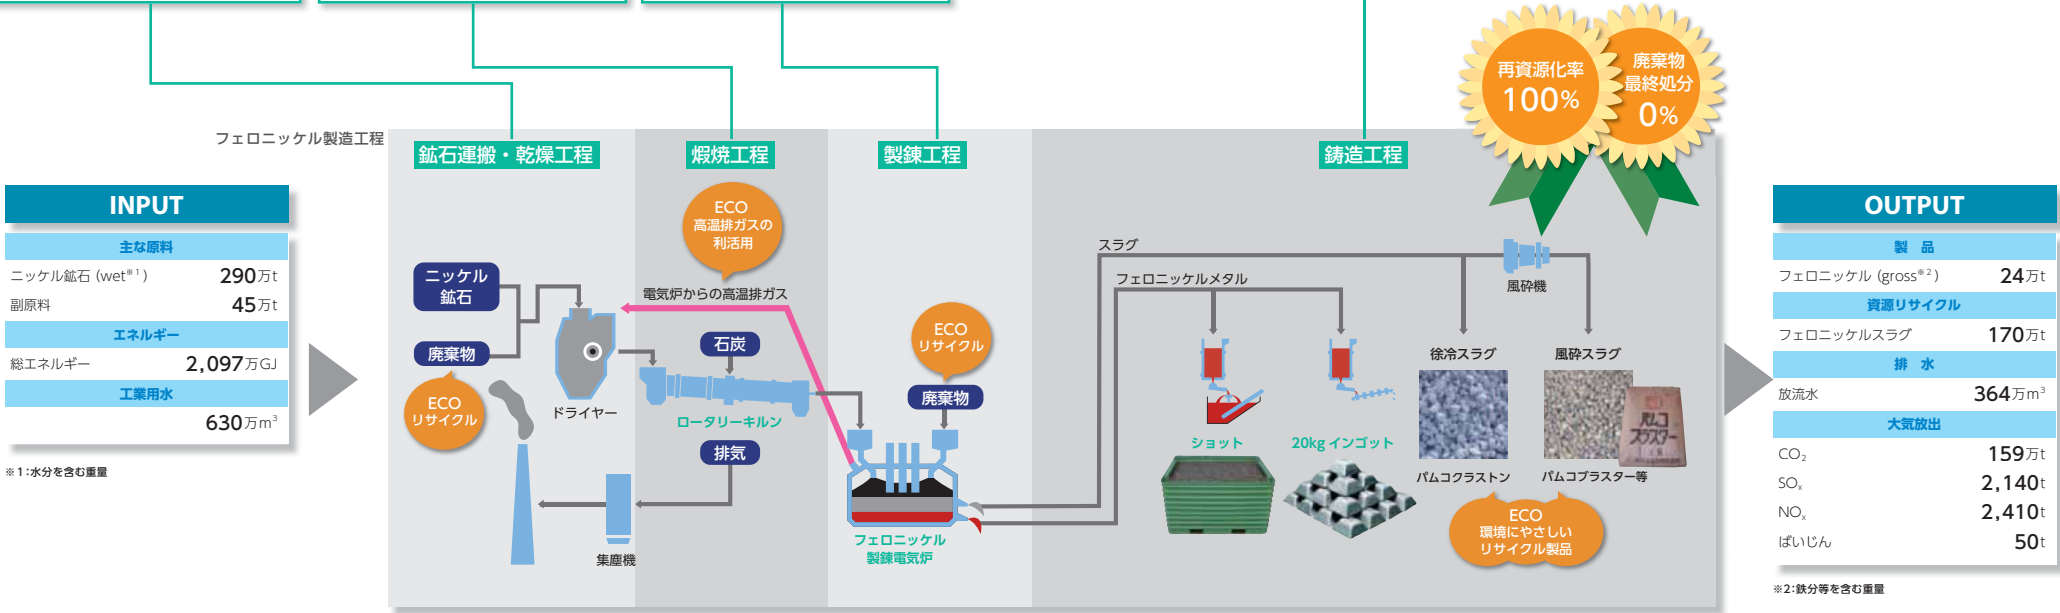 再資源化率
100%
廃棄物
最終処分
0%
フェロニッケル製造工程
鉱石運搬・乾燥工程
煆焼工程
製錬工程
鋳造工程
INPUT
主な原料
ニッケル鉱石 (wet※1) 290万t
副原料 45万t
エネルギー
総エネルギー 2,097万GJ
工業用水
630万m³
※1:水分を含む重量
ニッケル
鉱石
廃棄物
ECO
リサイクル
ドライヤー
集塵機
ECO
高温排ガスの
利活用
電気炉からの高温排ガス
石炭
ロータリーキルン
排気
ECO
リサイクル
廃棄物
フェロニッケル
製錬電気炉
スラグ
フェロニッケルメタル
風砕機
ショット
20kg インゴット
徐冷スラグ
風砕スラグ
パムコ
ブラスター
パムコクラストン
パムコブラスター等
ECO
環境にやさしい
リサイクル製品
OUTPUT
製 品
フェロニッケル (gross※2) 24万t
資源リサイクル
フェロニッケルスラグ 170万t
排 水
放流水 364万m³
大気放出
CO₂ 159万t
SOₓ 2,140t
NOₓ 2,410t
ばいじん 50t
※2:鉄分等を含む重量